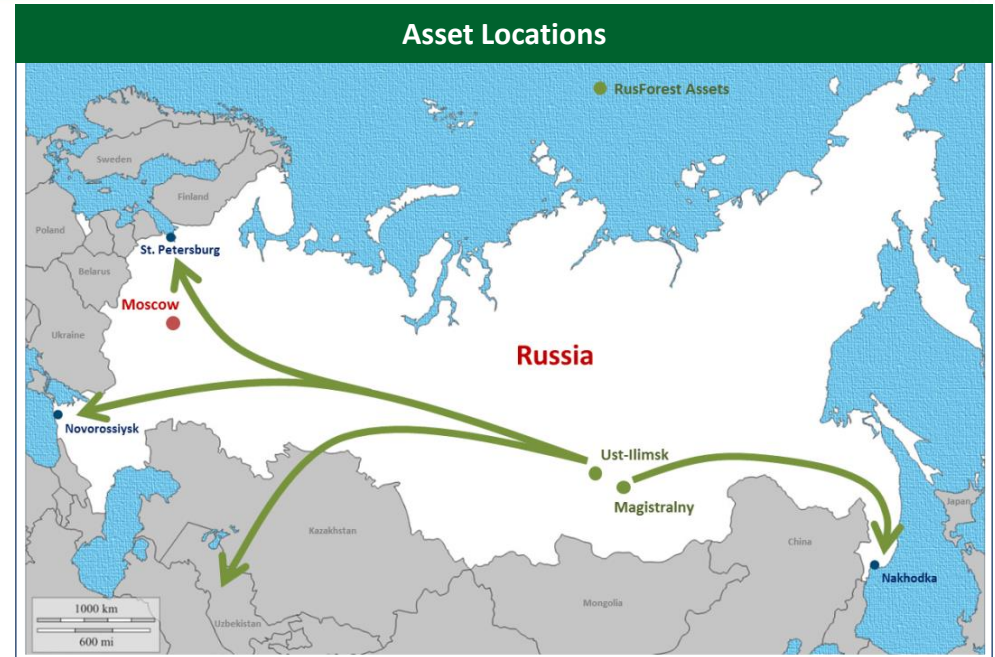 Asset Locations
RusForest Assets
Sweden
Finland
Poland
St. Petersburg
Belarus
Moscow
Ukraine
Russia
Novorossiysk
Ust-Ilimsk
Magistralny
Japan
Kazakhstan
China
Nakhodka
Mongolia
Uzbekistan
1000 km
600 mi